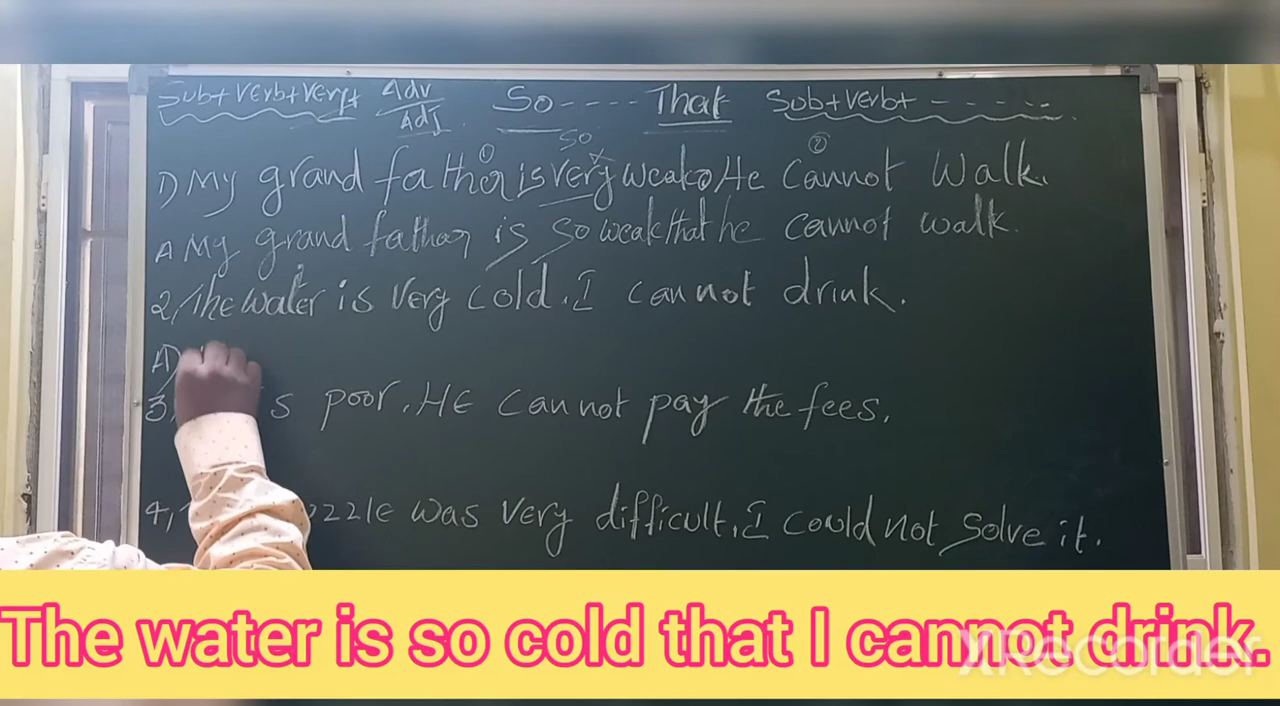 Sub+Verb+Very+ Adv/Adj So---- That Sub+Verb+------
① so ②
1) My grand father is very weak. He cannot walk.
A My grand father is so weak that he cannot walk.
2, The water is very cold. I cannot drink.
A)
3, s poor. HE cannot pay the fees.
4, zzle was very difficult. I could not solve it.
The water is so cold that I cannot drink.
XRecorder